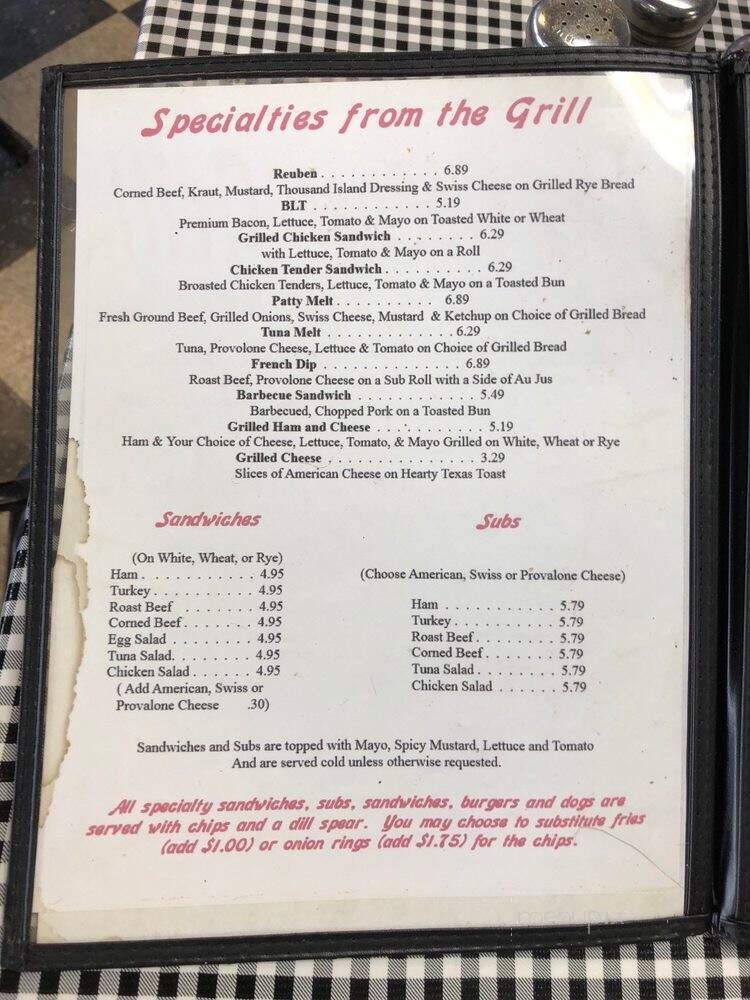 Specialties from the Grill
Reuben . . . . . . . . . . . . 6.89
Corned Beef, Kraut, Mustard, Thousand Island Dressing & Swiss Cheese on Grilled Rye Bread
BLT . . . . . . . . . . . . 5.19
Premium Bacon, Lettuce, Tomato & Mayo on Toasted White or Wheat
Grilled Chicken Sandwich . . . . . . . . 6.29
with Lettuce, Tomato & Mayo on a Roll
Chicken Tender Sandwich . . . . . . . . . . 6.29
Broasted Chicken Tenders, Lettuce, Tomato & Mayo on a Toasted Bun
Patty Melt . . . . . . . . . . 6.89
Fresh Ground Beef, Grilled Onions, Swiss Cheese, Mustard & Ketchup on Choice of Grilled Bread
Tuna Melt . . . . . . . . . . . . . 6.29
Tuna, Provolone Cheese, Lettuce & Tomato on Choice of Grilled Bread
French Dip . . . . . . . . . . . . . . 6.89
Roast Beef, Provolone Cheese on a Sub Roll with a Side of Au Jus
Barbecue Sandwich . . . . . . . . . . . . 5.49
Barbecued, Chopped Pork on a Toasted Bun
Grilled Ham and Cheese . . . . . . . . . . . 5.19
Ham & Your Choice of Cheese, Lettuce, Tomato, & Mayo Grilled on White, Wheat or Rye
Grilled Cheese . . . . . . . . . . . . . . . 3.29
Slices of American Cheese on Hearty Texas Toast
Sandwiches
(On White, Wheat, or Rye)
Ham . . . . . . . . . . . 4.95
Turkey . . . . . . . . . . 4.95
Roast Beef . . . . . . . 4.95
Corned Beef . . . . . . . 4.95
Egg Salad . . . . . . . . 4.95
Tuna Salad. . . . . . . . 4.95
Chicken Salad . . . . . . 4.95
( Add American, Swiss or
Provalone Cheese .30)
Subs
(Choose American, Swiss or Provalone Cheese)
Ham . . . . . . . . . . . 5.79
Turkey . . . . . . . . . . 5.79
Roast Beef . . . . . . . . 5.79
Corned Beef . . . . . . . 5.79
Tuna Salad . . . . . . . . 5.79
Chicken Salad . . . . . . 5.79
Sandwiches and Subs are topped with Mayo, Spicy Mustard, Lettuce and Tomato
And are served cold unless otherwise requested.
All specialty sandwiches, subs, sandwiches, burgers and dogs are
served with chips and a dill spear. You may choose to substitute fries
(add $1.00) or onion rings (add $1.75) for the chips.